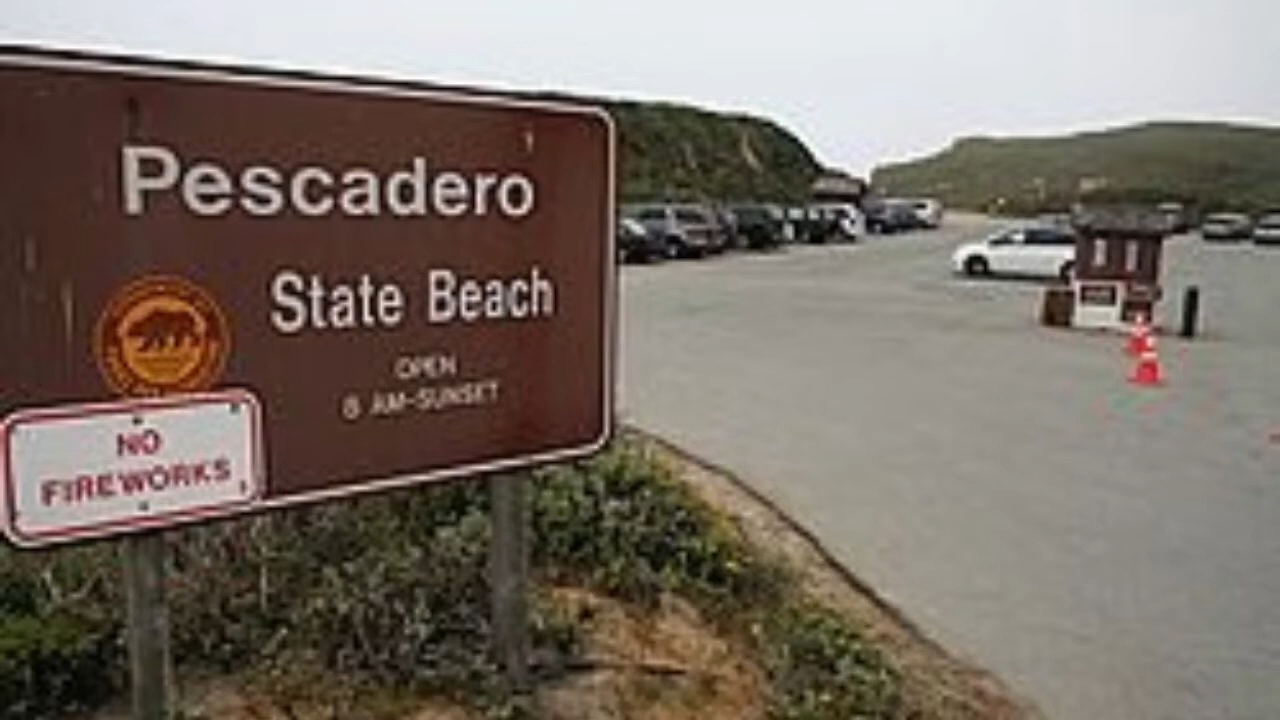 Pescadero
State Beach
OPEN
8 AM-SUNSET
NO
FIREWORKS